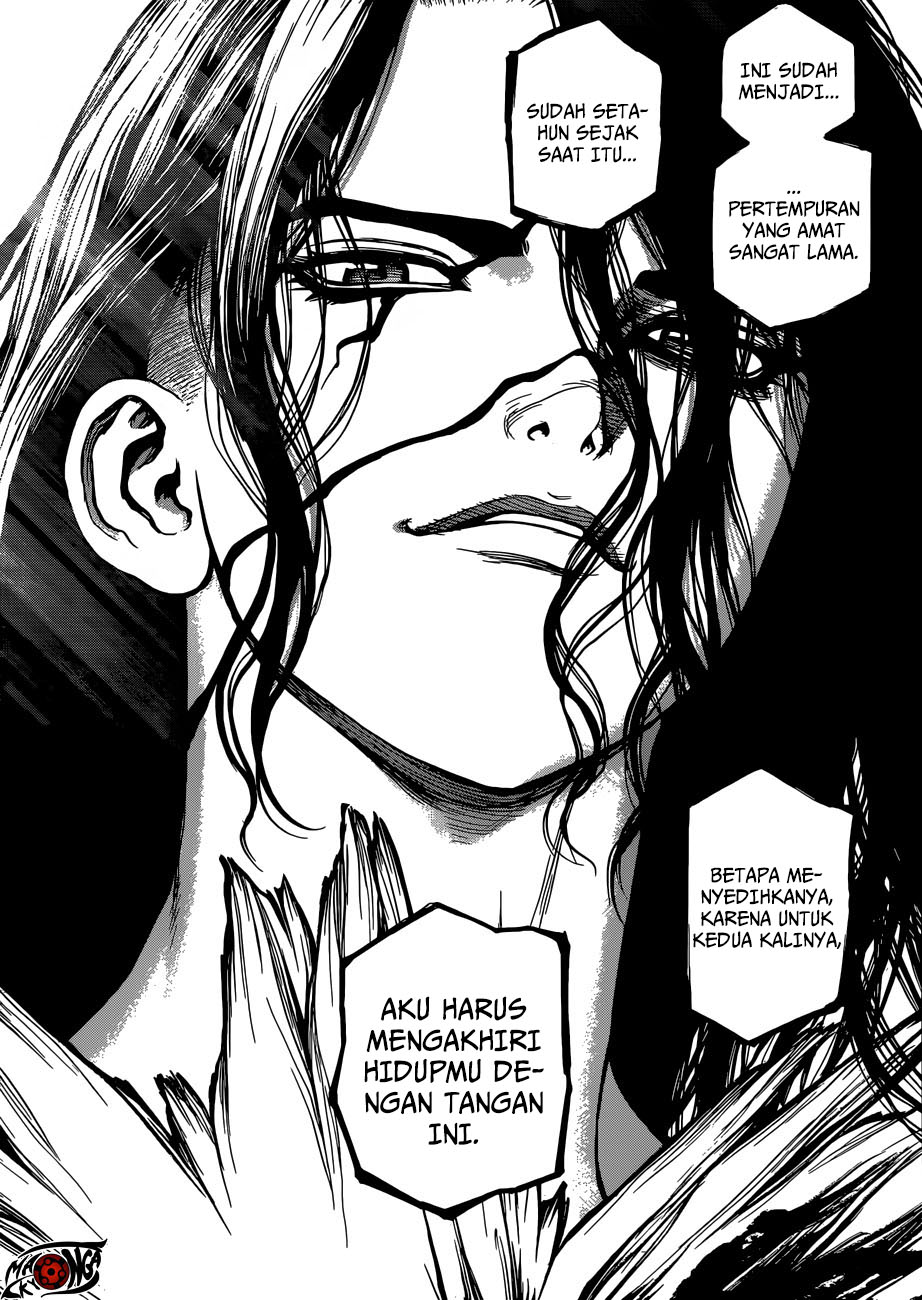 INI SUDAH
MENJADI...
...
PERTEMPURAN
YANG AMAT
SANGAT LAMA.
SUDAH SETA-
HUN SEJAK
SAAT ITU...
BETAPA ME-
NYEDIHKANYA,
KARENA UNTUK
KEDUA KALINYA,
AKU HARUS
MENGAKHIRI
HIDUPMU DE-
NGAN TANGAN
INI.